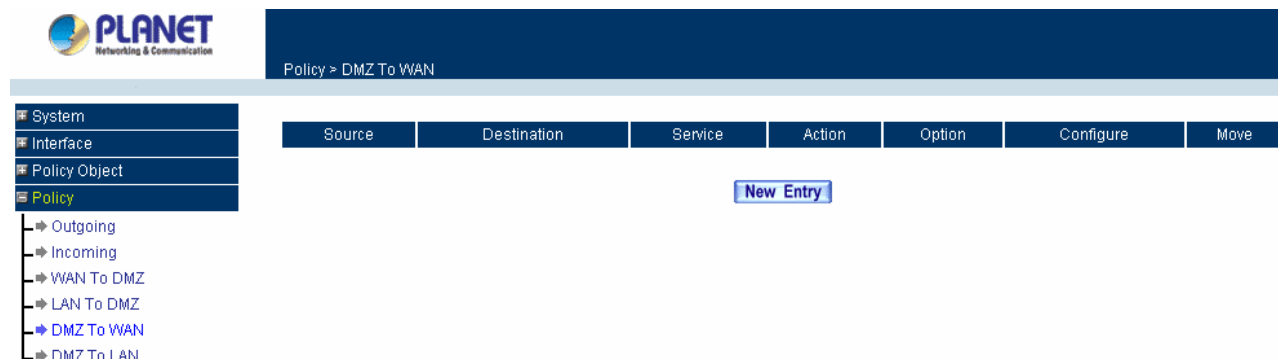 PLANET
Networking & Communication
Policy > DMZ To WAN
System
Interface
Policy Object
Policy
Outgoing
Incoming
WAN To DMZ
LAN To DMZ
DMZ To WAN
DMZ To LAN
Source Destination Service Action Option Configure Move
New Entry